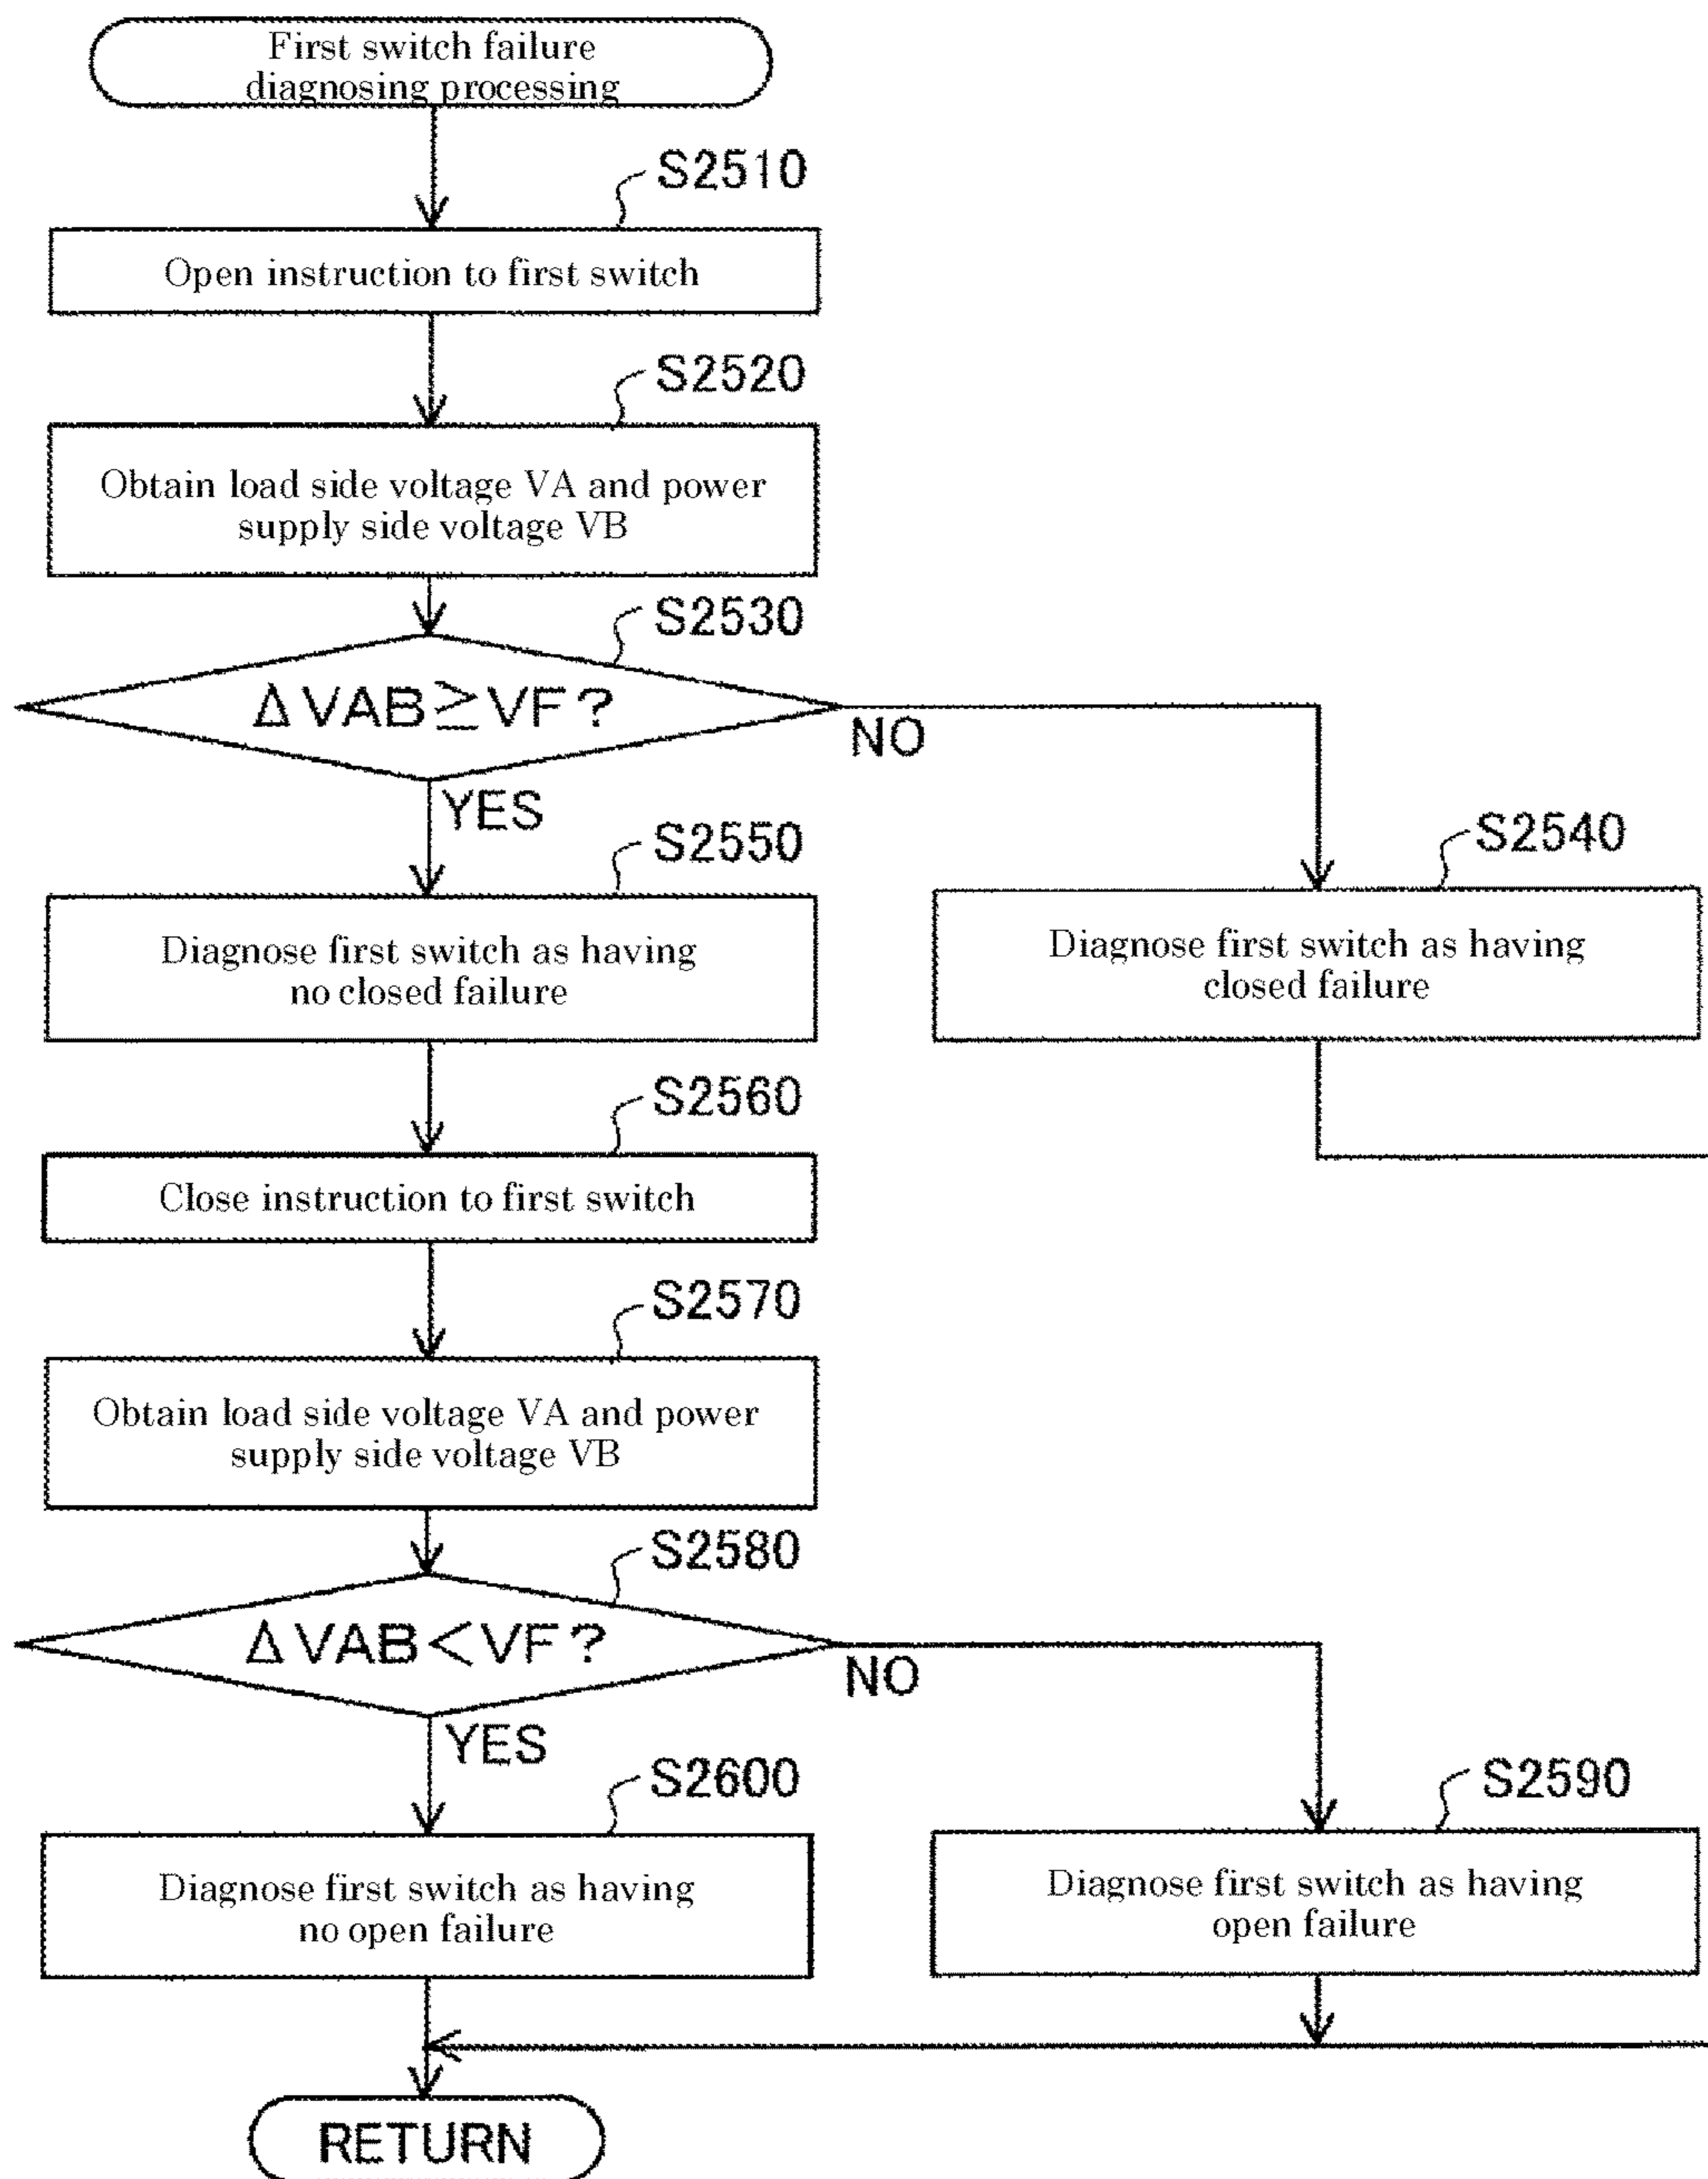 First switch failure
diagnosing processing
S2510
Open instruction to first switch
S2520
Obtain load side voltage VA and power
supply side voltage VB
S2530
Δ VAB≧VF?
NO
YES
S2550
S2540
Diagnose first switch as having
no closed failure
Diagnose first switch as having
closed failure
S2560
Close instruction to first switch
S2570
Obtain load side voltage VA and power
supply side voltage VB
S2580
Δ VAB<VF?
NO
YES
S2600
S2590
Diagnose first switch as having
no open failure
Diagnose first switch as having
open failure
RETURN